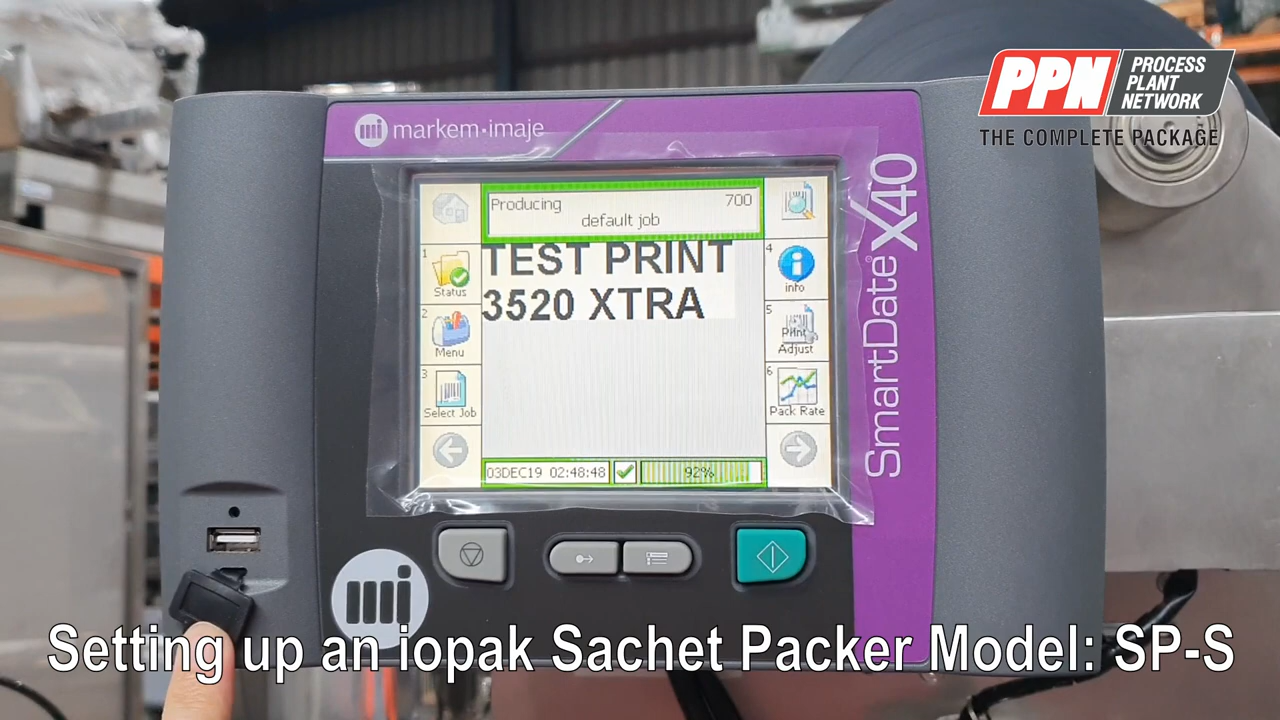 PPN PROCESS
PLANT
NETWORK
THE COMPLETE PACKAGE
mi markem·imaje
SmartDate® X40
Producing 700
default job
TEST PRINT
3520 XTRA
1
Status
2
Menu
3
Select Job
4
info
5
Print
Adjust
6
Pack Rate
03DEC19 02:48:48
92%
mi
Setting up an iopak Sachet Packer Model: SP-S